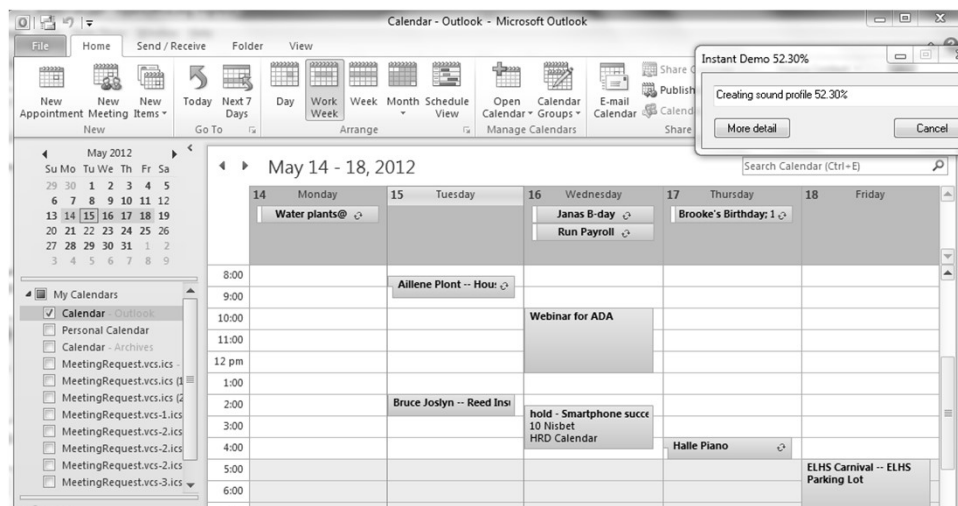 Calendar - Outlook - Microsoft Outlook
File Home Send / Receive Folder View
Instant Demo 52.30%
Creating sound profile 52.30%
More detail Cancel
New Appointment
New Meeting
New Items
New
Today
Next 7 Days
Go To
Day
Work Week
Week
Month
Schedule View
Arrange
Open Calendar
Calendar Groups
Manage Calendars
E-mail Calendar
Share
Publish
Calend
Share
May 2012
Su Mo Tu We Th Fr Sa
29 30 1 2 3 4 5
6 7 8 9 10 11 12
13 14 15 16 17 18 19
20 21 22 23 24 25 26
27 28 29 30 31 1 2
3 4 5 6 7 8 9
My Calendars
Calendar - Outlook
Personal Calendar
Calendar - Archives
MeetingRequest.vcs.ics -
MeetingRequest.vcs.ics (1
MeetingRequest.vcs.ics (2
MeetingRequest.vcs-1.ics
MeetingRequest.vcs-2.ics
MeetingRequest.vcs-2.ics
MeetingRequest.vcs-2.ics
MeetingRequest.vcs-3.ics
May 14 - 18, 2012
Search Calendar (Ctrl+E)
14 Monday 15 Tuesday 16 Wednesday 17 Thursday 18 Friday
Water plants@ Janas B-day Brooke's Birthday; 1
Run Payroll
8:00
Aillene Plont -- Hou
9:00
10:00 Webinar for ADA
11:00
12 pm
1:00
2:00 Bruce Joslyn -- Reed Ins
hold - Smartphone succe
3:00 10 Nisbet
HRD Calendar
4:00 Halle Piano
5:00 ELHS Carnival -- ELHS
Parking Lot
6:00